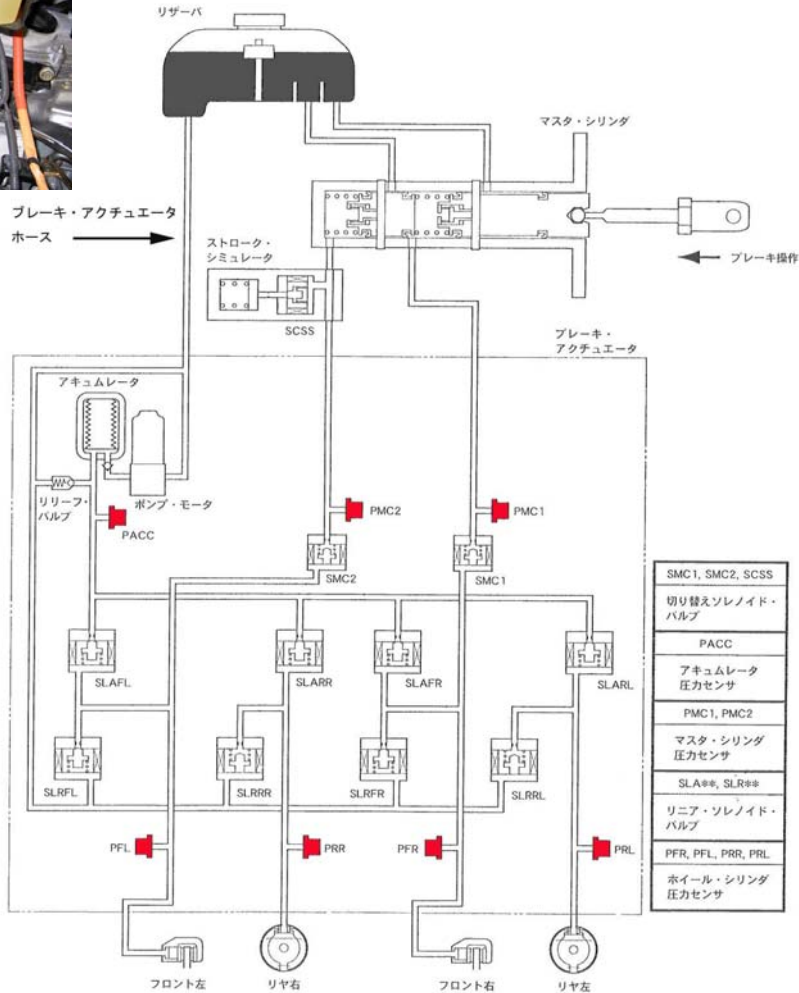 リザーバ
マスタ・シリンダ
ブレーキ・アクチュエータ
ホース
ストローク・
シミュレータ
SCSS
ブレーキ操作
ブレーキ・
アクチュエータ
アキュムレータ
リリーフ・
バルブ
ポンプ・モータ
PACC
PMC2
PMC1
SMC2
SMC1
SLAFL
SLARR
SLAFR
SLARL
SLRFL
SLRRR
SLRFR
SLRRL
PFL
PRR
PFR
PRL
フロント左
リヤ右
フロント右
リヤ左
SMC1, SMC2, SCSS
切り替えソレノイド・
バルブ
PACC
アキュムレータ
圧力センサ
PMC1, PMC2
マスタ・シリンダ
圧力センサ
SLA**, SLR**
リニア・ソレノイド・
バルブ
PFR, PFL, PRR, PRL
ホイール・シリンダ
圧力センサ